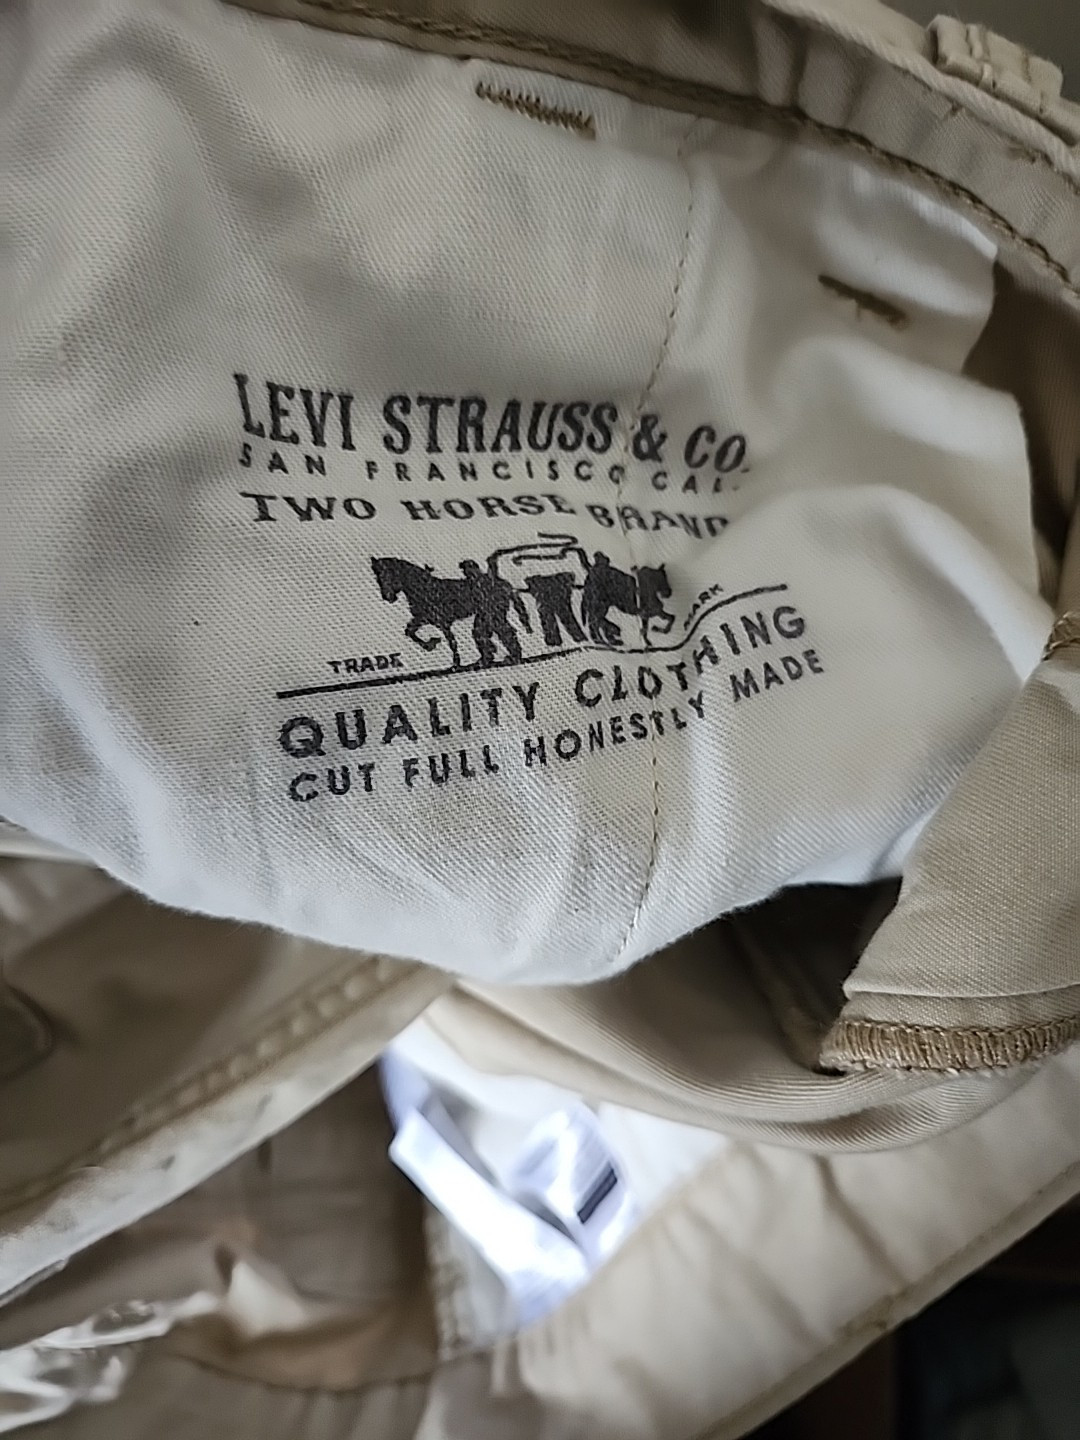 LEVI STRAUSS & CO.
SAN FRANCISCO CAL.
TWO HORSE BRAND
TRADE MARK
QUALITY CLOTHING
CUT FULL HONESTLY MADE